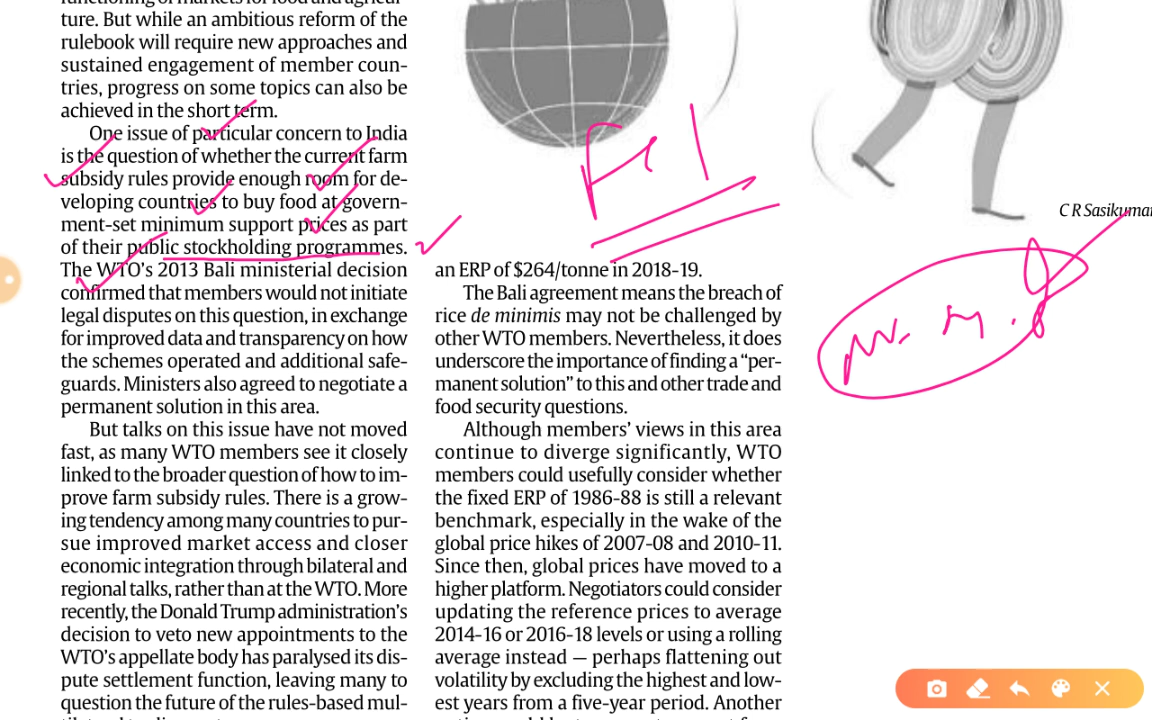 ture. But while an ambitious reform of the
rulebook will require new approaches and
sustained engagement of member coun-
tries, progress on some topics can also be
achieved in the short term.
One issue of particular concern to India
is the question of whether the current farm
subsidy rules provide enough room for de-
veloping countries to buy food at govern-
ment-set minimum support prices as part
of their public stockholding programmes.
The WTO's 2013 Bali ministerial decision
confirmed that members would not initiate
legal disputes on this question, in exchange
for improved data and transparency on how
the schemes operated and additional safe-
guards. Ministers also agreed to negotiate a
permanent solution in this area.
But talks on this issue have not moved
fast, as many WTO members see it closely
linked to the broader question of how to im-
prove farm subsidy rules. There is a grow-
ing tendency among many countries to pur-
sue improved market access and closer
economic integration through bilateral and
regional talks, rather than at the WTO. More
recently, the Donald Trump administration's
decision to veto new appointments to the
WTO's appellate body has paralysed its dis-
pute settlement function, leaving many to
question the future of the rules-based mul-
C R Sasikumar
an ERP of $264/tonne in 2018-19.
The Bali agreement means the breach of
rice de minimis may not be challenged by
other WTO members. Nevertheless, it does
underscore the importance of finding a “per-
manent solution” to this and other trade and
food security questions.
Although members' views in this area
continue to diverge significantly, WTO
members could usefully consider whether
the fixed ERP of 1986-88 is still a relevant
benchmark, especially in the wake of the
global price hikes of 2007-08 and 2010-11.
Since then, global prices have moved to a
higher platform. Negotiators could consider
updating the reference prices to average
2014-16 or 2016-18 levels or using a rolling
average instead — perhaps flattening out
volatility by excluding the highest and low-
est years from a five-year period. Another